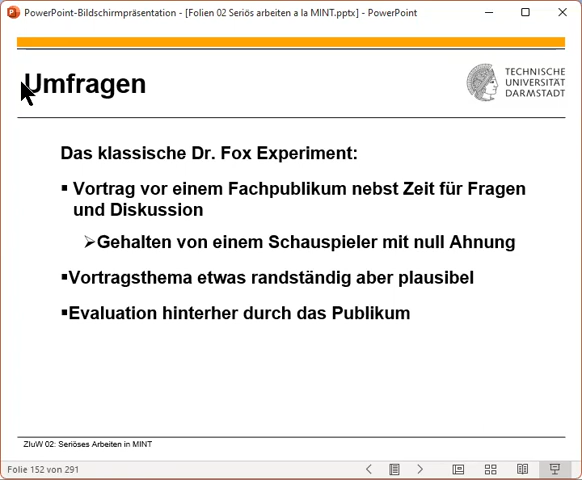 PowerPoint-Bildschirmpräsentation - [Folien 02 Seriös arbeiten a la MINT.pptx] - PowerPoint
Umfragen
TECHNISCHE
UNIVERSITÄT
DARMSTADT
Das klassische Dr. Fox Experiment:
▪ Vortrag vor einem Fachpublikum nebst Zeit für Fragen
und Diskussion
➢Gehalten von einem Schauspieler mit null Ahnung
▪Vortragsthema etwas randständig aber plausibel
▪Evaluation hinterher durch das Publikum
ZIuW 02: Seriöses Arbeiten in MINT
Folie 152 von 291